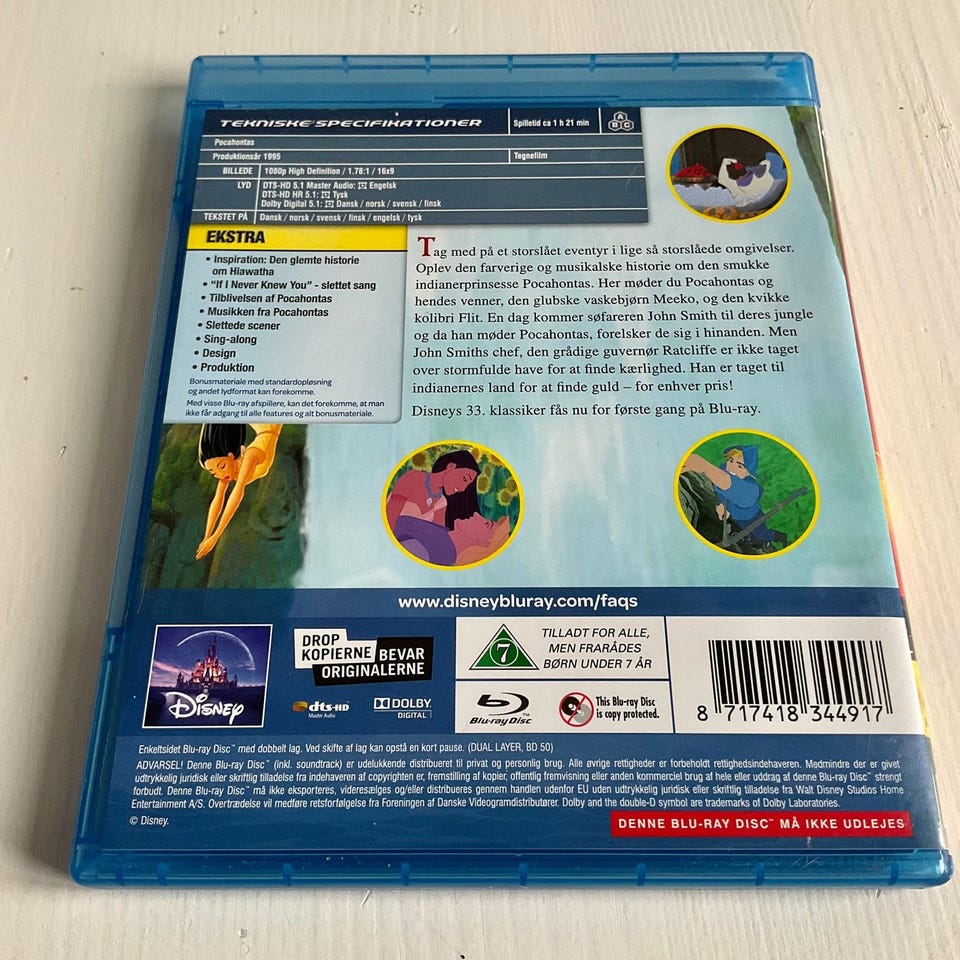 TEKNISKE SPECIFIKATIONER
Spilletid ca 1 h 21 min
A
B C
Pocahontas
Produktionsår 1995
Tegnefilm
BILLEDE
1080p High Definition / 1.78:1 / 16x9
LYD
DTS-HD 5.1 Master Audio: Engelsk
DTS-HD HR 5.1: Tysk
Dolby Digital 5.1: Dansk / norsk / svensk / finsk
TEKSTET PÅ
Dansk / norsk / svensk / finsk / engelsk / tysk
EKSTRA
• Inspiration: Den glemte historie
om Hiawatha
• "If I Never Knew You" - slettet sang
• Tilblivelsen af Pocahontas
• Musikken fra Pocahontas
• Slettede scener
• Sing-along
• Design
• Produktion
Bonusmateriale med standardopløsning
og andet lydformat kan forekomme.
Med visse Blu-ray afspillere, kan det forekomme, at man
ikke får adgang til alle features og alt bonusmateriale.
Tag med på et storslået eventyr i lige så storslåede omgivelser.
Oplev den farverige og musikalske historie om den smukke
indianerprinsesse Pocahontas. Her møder du Pocahontas og
hendes venner, den glubske vaskebjørn Meeko, og den kvikke
kolibri Flit. En dag kommer søfareren John Smith til deres jungle
og da han møder Pocahontas, forelsker de sig i hinanden. Men
John Smiths chef, den grådige guvernør Ratcliffe er ikke taget
over stormfulde have for at finde kærlighed. Han er taget til
indianernes land for at finde guld – for enhver pris!
Disneys 33. klassiker fås nu for første gang på Blu-ray.
www.disneybluray.com/faqs
DISNEY
DROP
KOPIERNE BEVAR
ORIGINALERNE
dts-HD
Master Audio
DOLBY
DIGITAL
7
TILLADT FOR ALLE,
MEN FRARÅDES
BØRN UNDER 7 ÅR
Blu-ray Disc™
This Blu-ray Disc
is copy protected.
8 717418 344917
Enkeltsidet Blu-ray Disc™ med dobbelt lag. Ved skifte af lag kan opstå en kort pause. (DUAL LAYER, BD 50)
ADVARSEL! Denne Blu-ray Disc™ (inkl. soundtrack) er udelukkende distribueret til privat og personlig brug. Alle øvrige rettigheder er forbeholdt rettighedsindehaveren. Medmindre der er givet
udtrykkelig juridisk eller skriftlig tilladelse fra indehaveren af copyrighten er, fremstilling af kopier, offentlig fremvisning eller anden kommerciel brug af hele eller uddrag af denne Blu-ray Disc™ strengt
forbudt. Denne Blu-ray Disc™ må ikke eksporteres, videresælges og/eller distribueres gennem handlen udenfor EU uden udtrykkelig juridisk eller skriftlig tilladelse fra Walt Disney Studios Home
Entertainment A/S. Overtrædelse vil medføre retsforfølgelse fra Foreningen af Danske Videogramdistributører. Dolby and the double-D symbol are trademarks of Dolby Laboratories.
© Disney.
DENNE BLU-RAY DISC™ MÅ IKKE UDLEJES